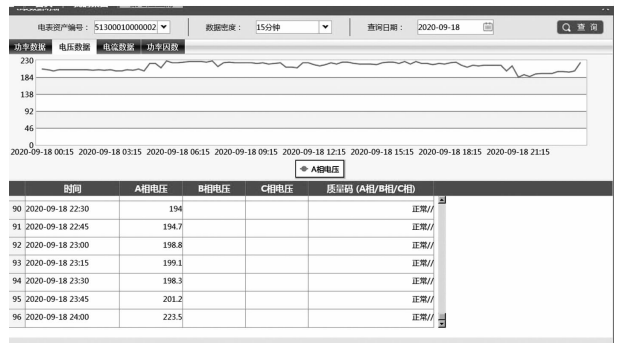 电表资产编号： 51300010000002 数据密度： 15分钟 查询日期： 2020-09-18 查 询
功率数据 电压数据 电流数据 功率因数
230
184
138
92
46
0
2020-09-18 00:15 2020-09-18 03:15 2020-09-18 06:15 2020-09-18 09:15 2020-09-18 12:15 2020-09-18 15:15 2020-09-18 18:15 2020-09-18 21:15
A相电压
时间 A相电压 B相电压 C相电压 质量码 (A相/B相/C相)
90 2020-09-18 22:30 194 正常//
91 2020-09-18 22:45 194.7 正常//
92 2020-09-18 23:00 198.8 正常//
93 2020-09-18 23:15 199.1 正常//
94 2020-09-18 23:30 198.3 正常//
95 2020-09-18 23:45 201.2 正常//
96 2020-09-18 24:00 223.5 正常//